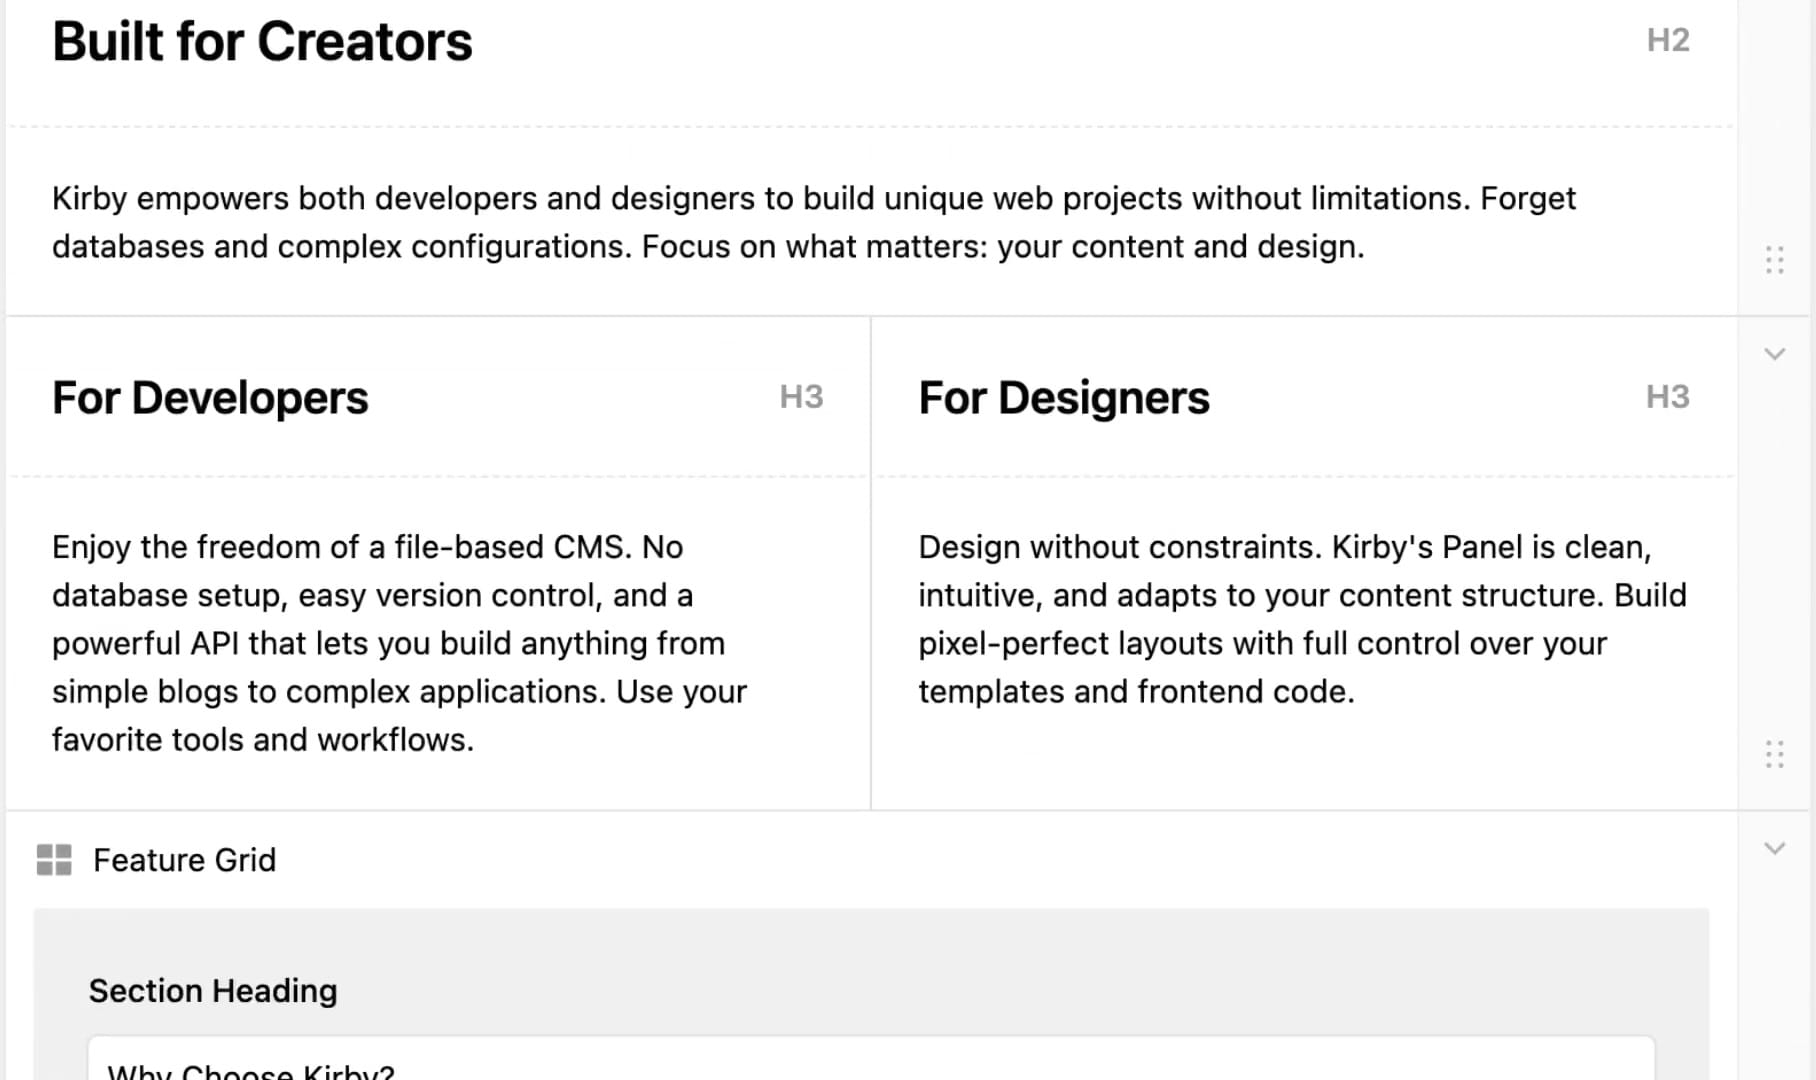 Built for Creators
H2
Kirby empowers both developers and designers to build unique web projects without limitations. Forget
databases and complex configurations. Focus on what matters: your content and design.
For Developers
H3
Enjoy the freedom of a file-based CMS. No
database setup, easy version control, and a
powerful API that lets you build anything from
simple blogs to complex applications. Use your
favorite tools and workflows.
For Designers
H3
Design without constraints. Kirby's Panel is clean,
intuitive, and adapts to your content structure. Build
pixel-perfect layouts with full control over your
templates and frontend code.
Feature Grid
Section Heading
Why Choose Kirby?